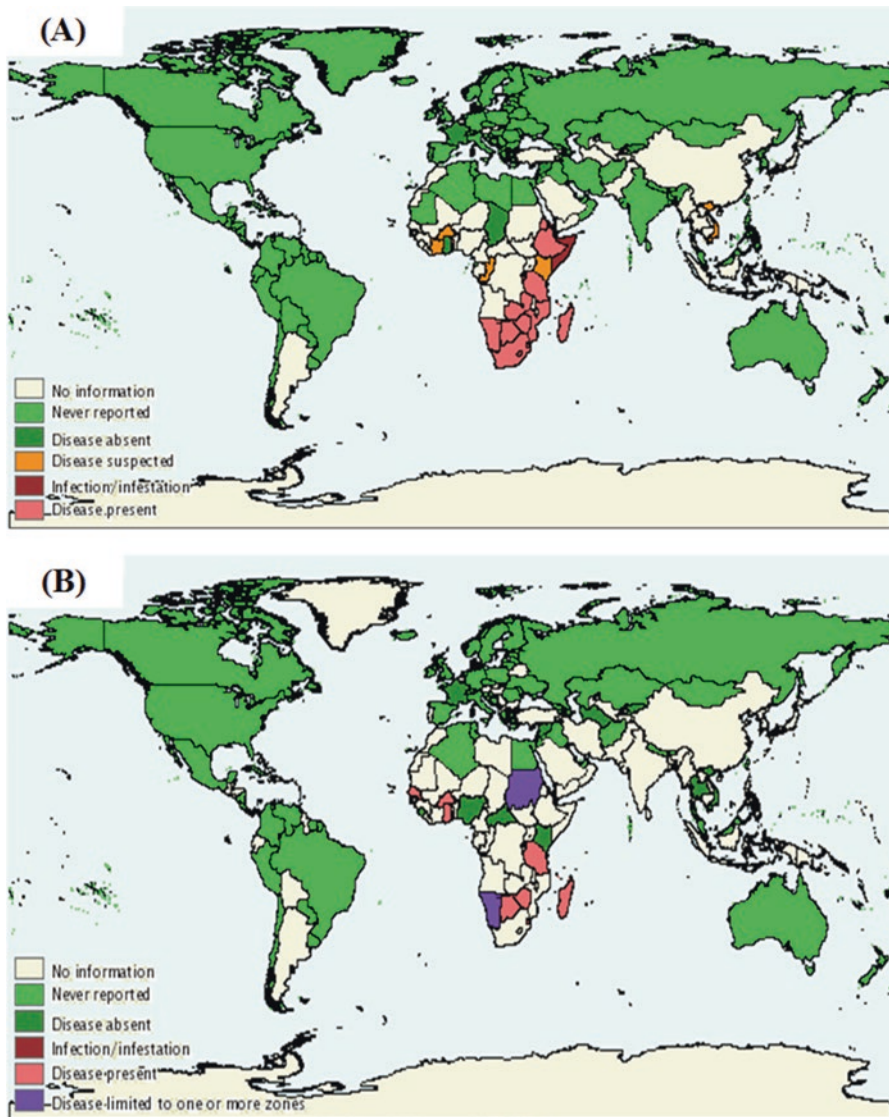 (A)
No information
Never reported
Disease absent
Disease suspected
Infection/infestation
Disease.present
(B)
No information
Never reported
Disease absent
Infection/infestation
Disease-present
Disease-limited to one or more zones